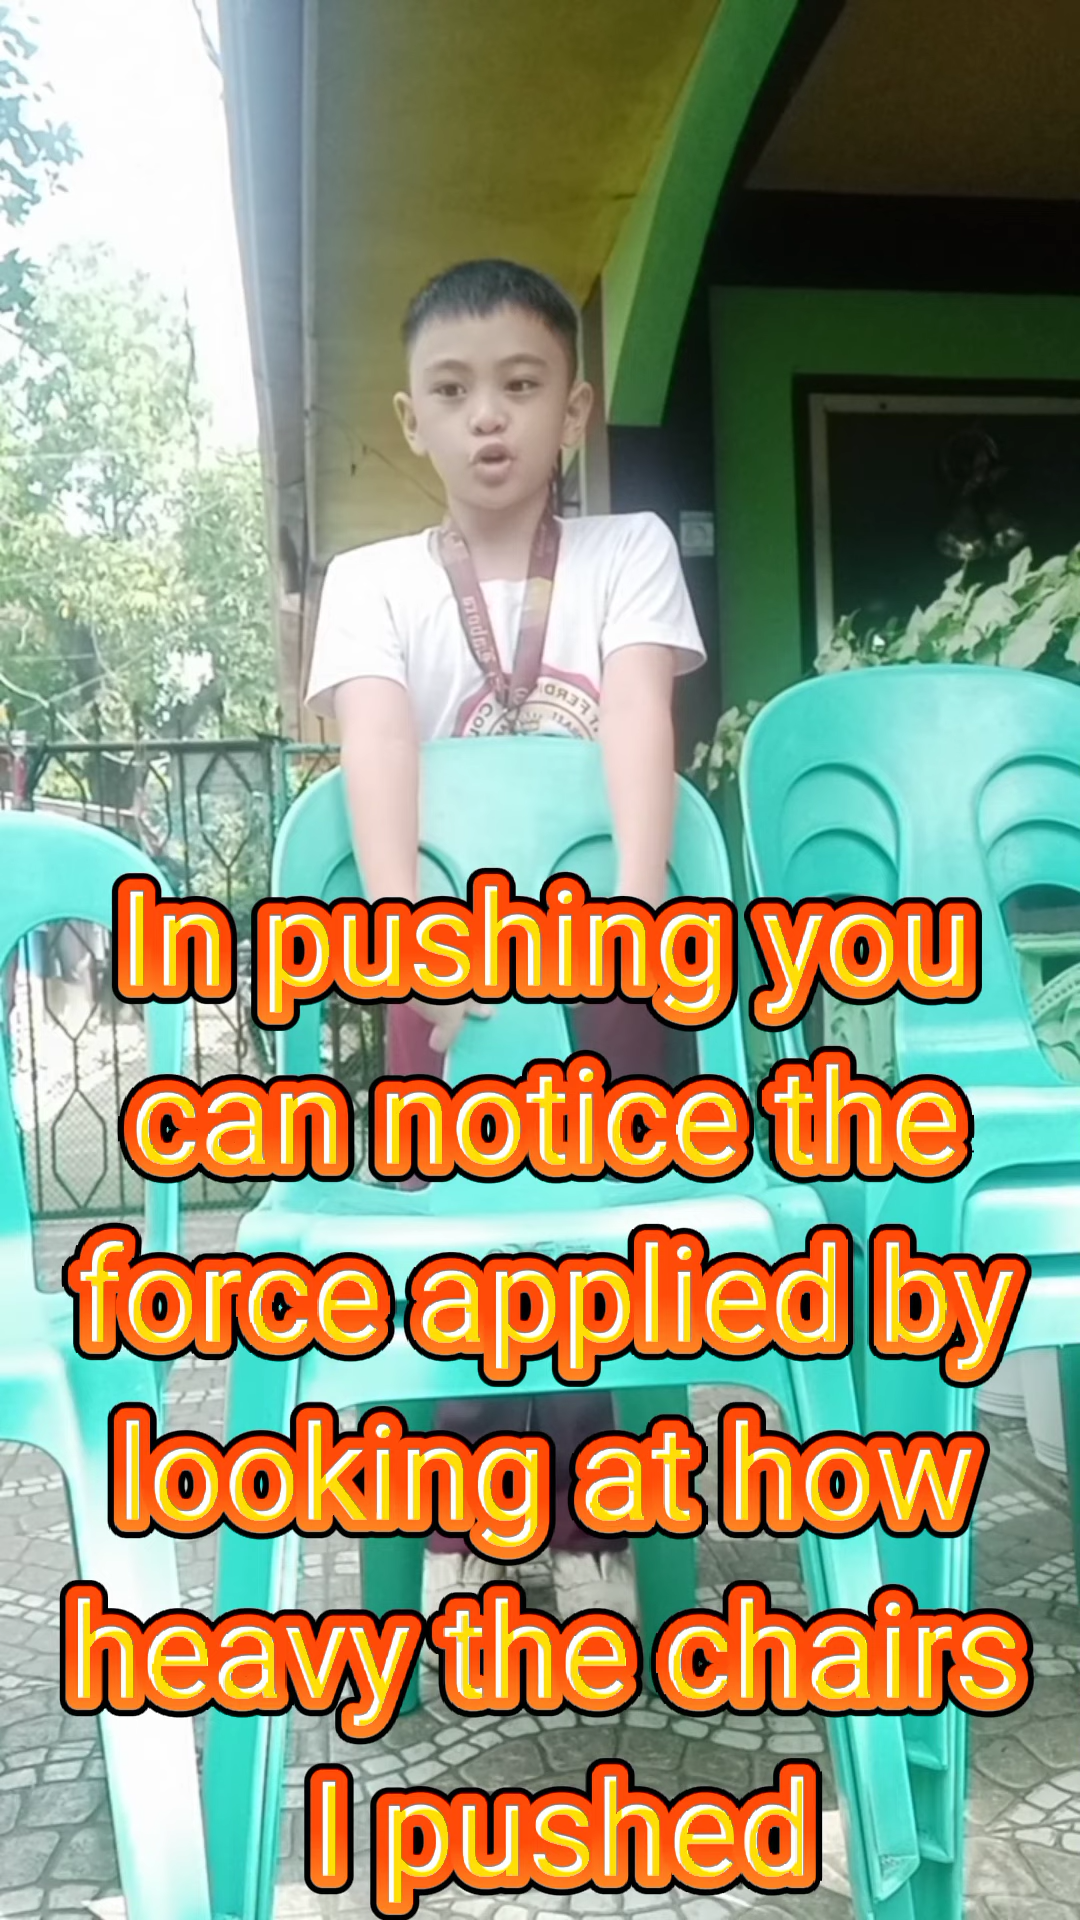 In pushing you
can notice the
force applied by
looking at how
heavy the chairs
I pushed